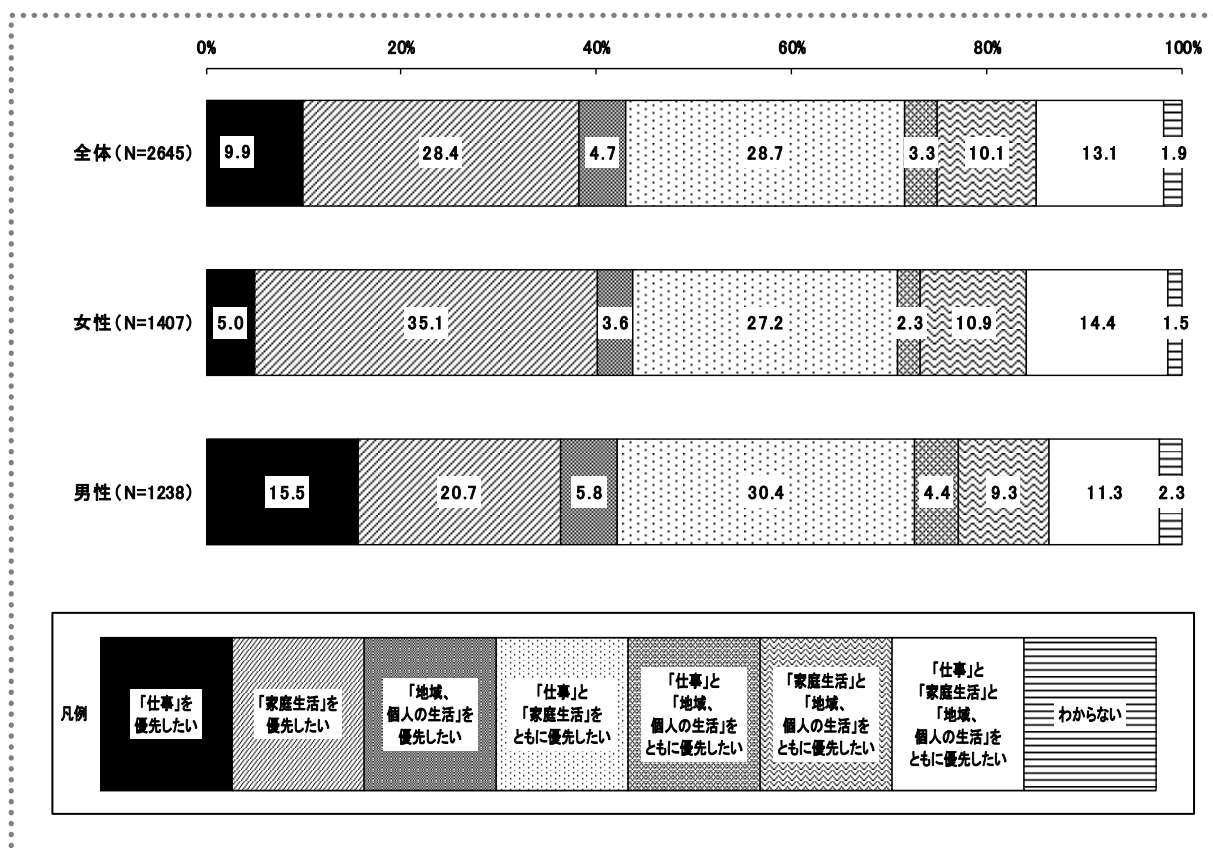 0% 20% 40% 60% 80% 100%
全体(N=2645) 9.9 28.4 4.7 28.7 3.3 10.1 13.1 1.9
女性(N=1407) 5.0 35.1 3.6 27.2 2.3 10.9 14.4 1.5
男性(N=1238) 15.5 20.7 5.8 30.4 4.4 9.3 11.3 2.3
凡例
「仕事」を
優先したい
「家庭生活」を
優先したい
「地域、
個人の生活」を
優先したい
「仕事」と
「家庭生活」を
ともに優先したい
「仕事」と
「地域、
個人の生活」を
ともに優先したい
「家庭生活」と
「地域、
個人の生活」を
ともに優先したい
「仕事」と
「家庭生活」と
「地域、
個人の生活」を
ともに優先したい
わからない